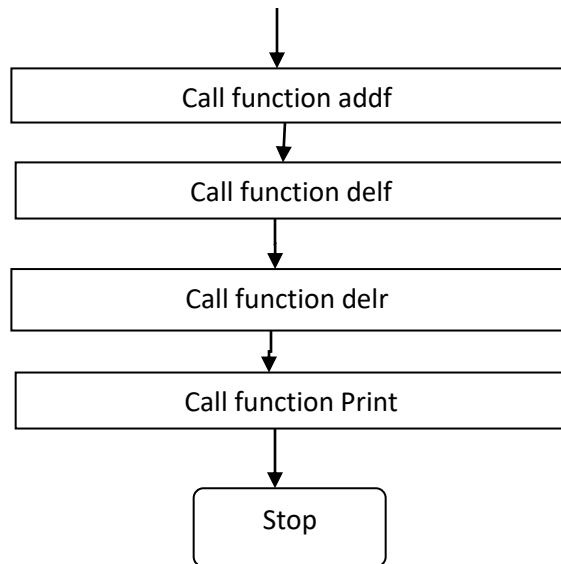 Call function addf
Call function delf
Call function delr
Call function Print
Stop